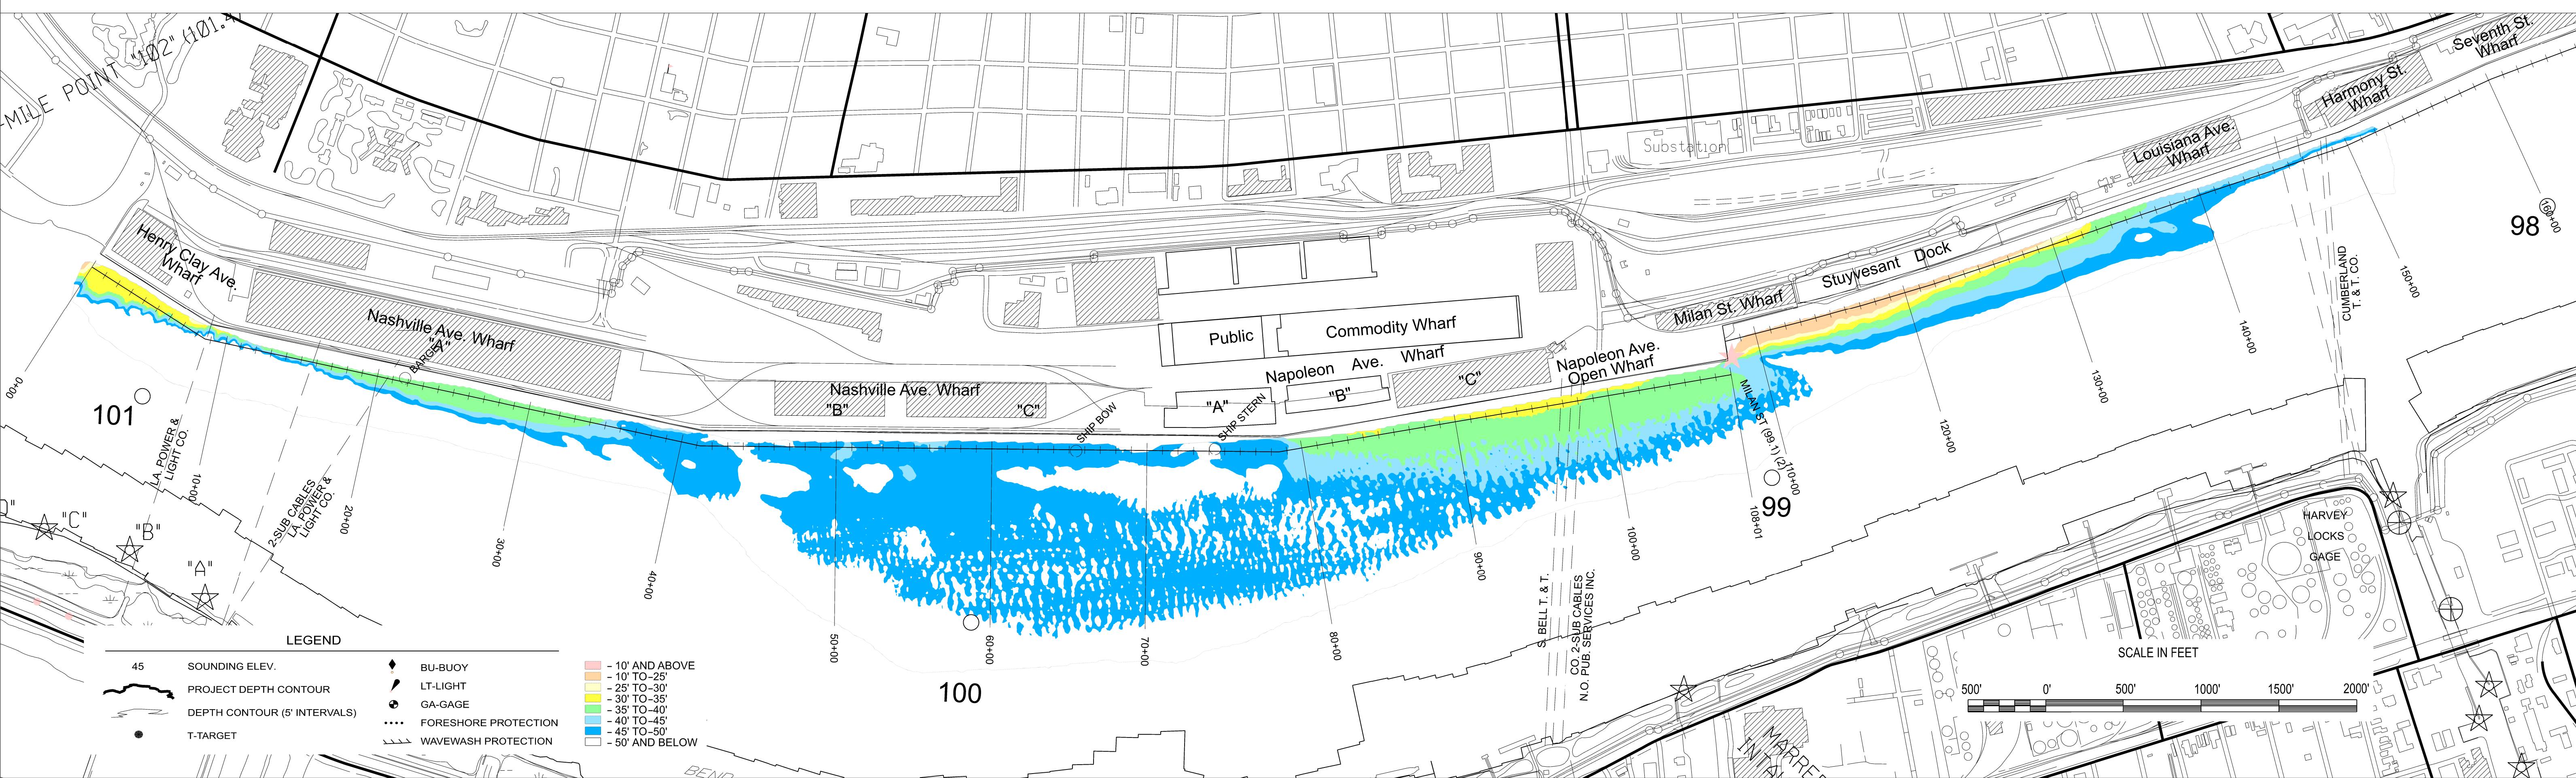 -MILE POINT "102" (101.4)
Seventh St.
Wharf
Harmony St.
Wharf
Louisiana Ave.
Wharf
Substation
Henry Clay Ave.
Wharf
Nashville Ave. Wharf
"A"
BARGE
Nashville Ave. Wharf
"B"
"C"
Public
Commodity Wharf
Napoleon Ave. Wharf
"A"
"B"
"C"
Napoleon Ave.
Open Wharf
Milan St. Wharf
Stuyvesant Dock
SHIP BOW
SHIP STERN
MILAN ST (99.1) (2)
101
100
99
98
00+0
10+00
20+00
30+00
40+00
50+00
60+00
70+00
80+00
90+00
100+00
108+01
110+00
120+00
130+00
140+00
150+00
160+00
LA. POWER &
LIGHT CO.
2-SUB CABLES
LA. POWER &
LIGHT CO.
S. BELL T. & T.
CO. 2-SUB CABLES
N.O. PUB. SERVICES INC.
CUMBERLAND
T. & T. CO.
"C"
"B"
"A"
HARVEY
LOCKS
GAGE
BEND
LEGEND
45 SOUNDING ELEV.
PROJECT DEPTH CONTOUR
DEPTH CONTOUR (5' INTERVALS)
T-TARGET
BU-BUOY
LT-LIGHT
GA-GAGE
FORESHORE PROTECTION
WAVEWASH PROTECTION
– 10' AND ABOVE
– 10' TO–25'
– 25' TO–30'
– 30' TO–35'
– 35' TO–40'
– 40' TO–45'
– 45' TO–50'
– 50' AND BELOW
SCALE IN FEET
500' 0' 500' 1000' 1500' 2000'